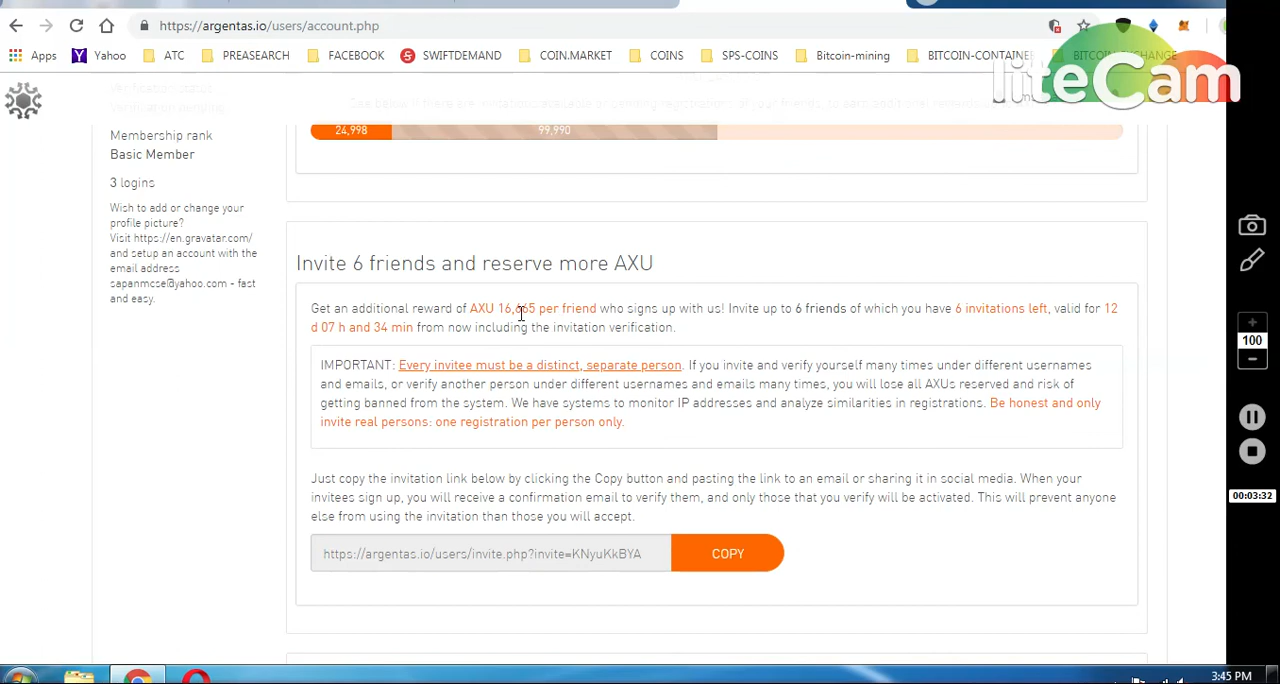 https://argentas.io/users/account.php
Apps Yahoo ATC PREASEARCH FACEBOOK SWIFTDEMAND COIN.MARKET COINS SPS-COINS Bitcoin-mining BITCOIN-CONTAINE
liteCam
Verification status
Membership rank
Basic Member
3 logins
Wish to add or change your
profile picture?
Visit https://en.gravatar.com/
and setup an account with the
email address
sapanmcse@yahoo.com - fast
and easy.
24,998 99,990
Invite 6 friends and reserve more AXU
Get an additional reward of AXU 16,665 per friend who signs up with us! Invite up to 6 friends of which you have 6 invitations left, valid for 12
d 07 h and 34 min from now including the invitation verification.
IMPORTANT: Every invitee must be a distinct, separate person. If you invite and verify yourself many times under different usernames
and emails, or verify another person under different usernames and emails many times, you will lose all AXUs reserved and risk of
getting banned from the system. We have systems to monitor IP addresses and analyze similarities in registrations. Be honest and only
invite real persons: one registration per person only.
Just copy the invitation link below by clicking the Copy button and pasting the link to an email or sharing it in social media. When your
invitees sign up, you will receive a confirmation email to verify them, and only those that you verify will be activated. This will prevent anyone
else from using the invitation than those you will accept.
https://argentas.io/users/invite.php?invite=KNyuKkBYA COPY
100
00:03:32
3:45 PM